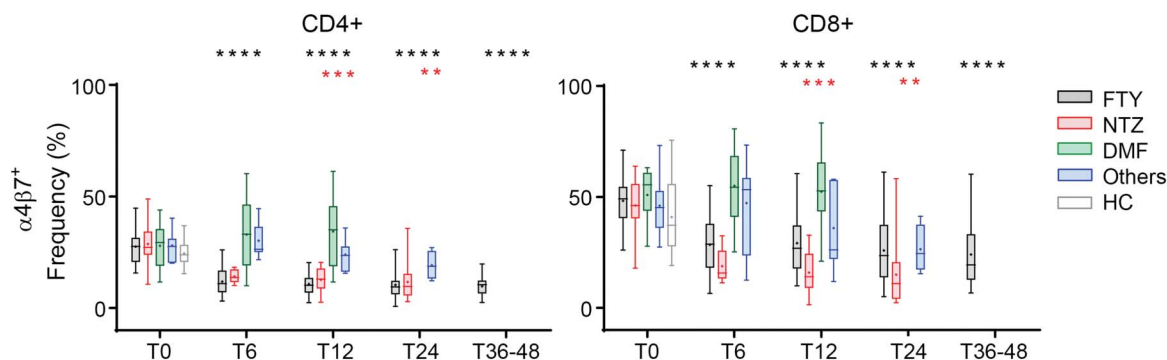 CD4+
CD8+
**** **** **** ****
*** **
**** **** **** ****
*** **
α4β7+
Frequency (%)
100
50
0
T0 T6 T12 T24 T36-48
100
50
0
T0 T6 T12 T24 T36-48
FTY
NTZ
DMF
Others
HC